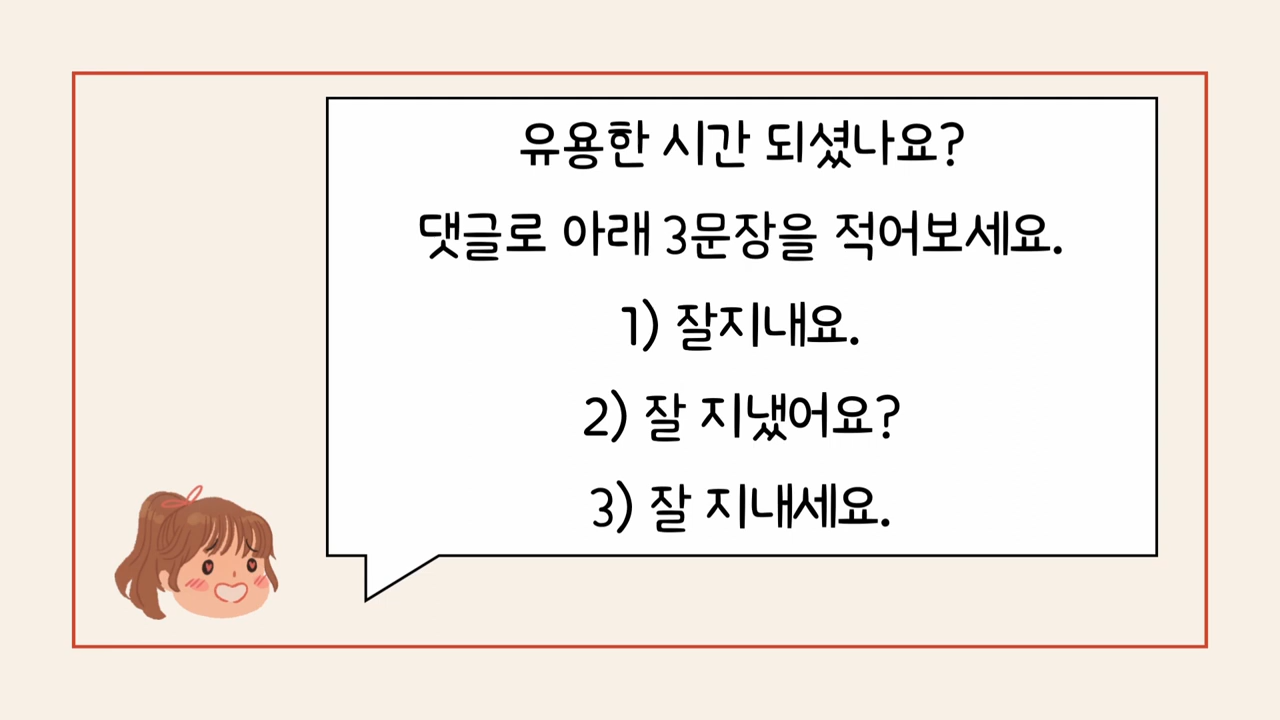 유용한 시간 되셨나요?
댓글로 아래 3문장을 적어보세요.
1) 잘지내요.
2) 잘 지냈어요?
3) 잘 지내세요.